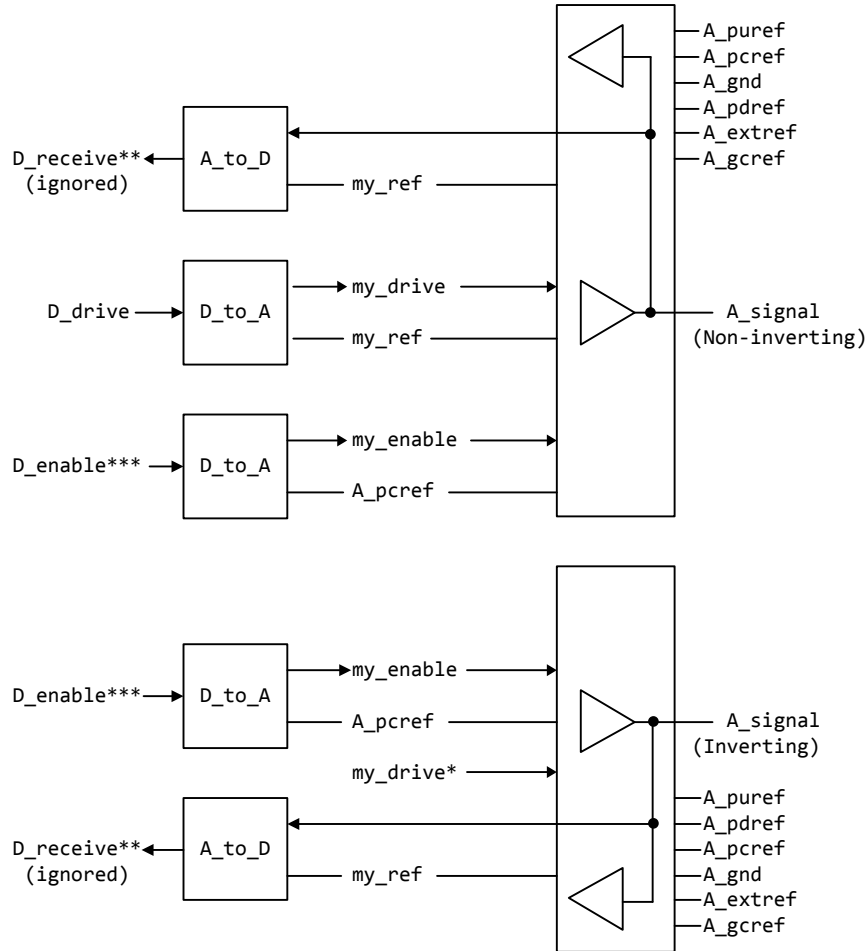 A_puref
A_pcref
A_gnd
A_pdref
A_extref
A_gcref
D_receive**
(ignored)
A_to_D
my_ref
D_drive
D_to_A
my_drive
my_ref
A_signal
(Non-inverting)
D_enable***
D_to_A
my_enable
A_pcref
D_enable***
D_to_A
my_enable
A_pcref
my_drive*
A_signal
(Inverting)
D_receive**
(ignored)
A_to_D
my_ref
A_puref
A_pdref
A_pcref
A_gnd
A_extref
A_gcref